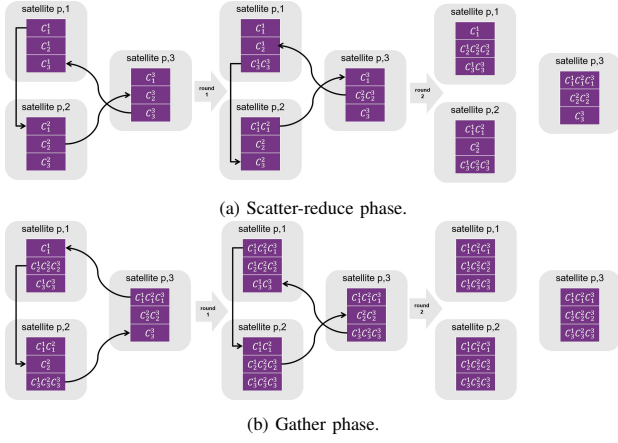 satellite p,1
$C_1^1$
$C_2^1$
$C_3^1$
satellite p,3
$C_1^3$
$C_2^3$
$C_3^3$
satellite p,2
$C_1^2$
$C_2^2$
$C_3^2$
round
1
satellite p,1
$C_1^1$
$C_2^1$
$C_3^1C_3^3$
satellite p,3
$C_1^3$
$C_2^2C_2^3$
$C_3^3$
satellite p,2
$C_1^1C_1^2$
$C_2^2$
$C_3^2$
round
2
satellite p,1
$C_1^1$
$C_2^1C_2^2C_2^3$
$C_3^1C_3^3$
satellite p,3
$C_1^1C_1^2C_1^3$
$C_2^2C_2^3$
$C_3^3$
satellite p,2
$C_1^1C_1^2$
$C_2^2$
$C_3^1C_3^2C_3^3$
(a) Scatter-reduce phase.
satellite p,1
$C_1^1$
$C_2^1C_2^2C_2^3$
$C_3^1C_3^3$
satellite p,3
$C_1^1C_1^2C_1^3$
$C_2^2C_2^3$
$C_3^3$
satellite p,2
$C_1^1C_1^2$
$C_2^2$
$C_3^1C_3^2C_3^3$
round
1
satellite p,1
$C_1^1C_1^2C_1^3$
$C_2^1C_2^2C_2^3$
$C_3^1C_3^3$
satellite p,3
$C_1^1C_1^2C_1^3$
$C_2^2C_2^3$
$C_3^1C_3^2C_3^3$
satellite p,2
$C_1^1C_1^2$
$C_2^1C_2^2C_2^3$
$C_3^1C_3^2C_3^3$
round
2
satellite p,1
$C_1^1C_1^2C_1^3$
$C_2^1C_2^2C_2^3$
$C_3^1C_3^2C_3^3$
satellite p,3
$C_1^1C_1^2C_1^3$
$C_2^1C_2^2C_2^3$
$C_3^1C_3^2C_3^3$
satellite p,2
$C_1^1C_1^2C_1^3$
$C_2^1C_2^2C_2^3$
$C_3^1C_3^2C_3^3$
(b) Gather phase.